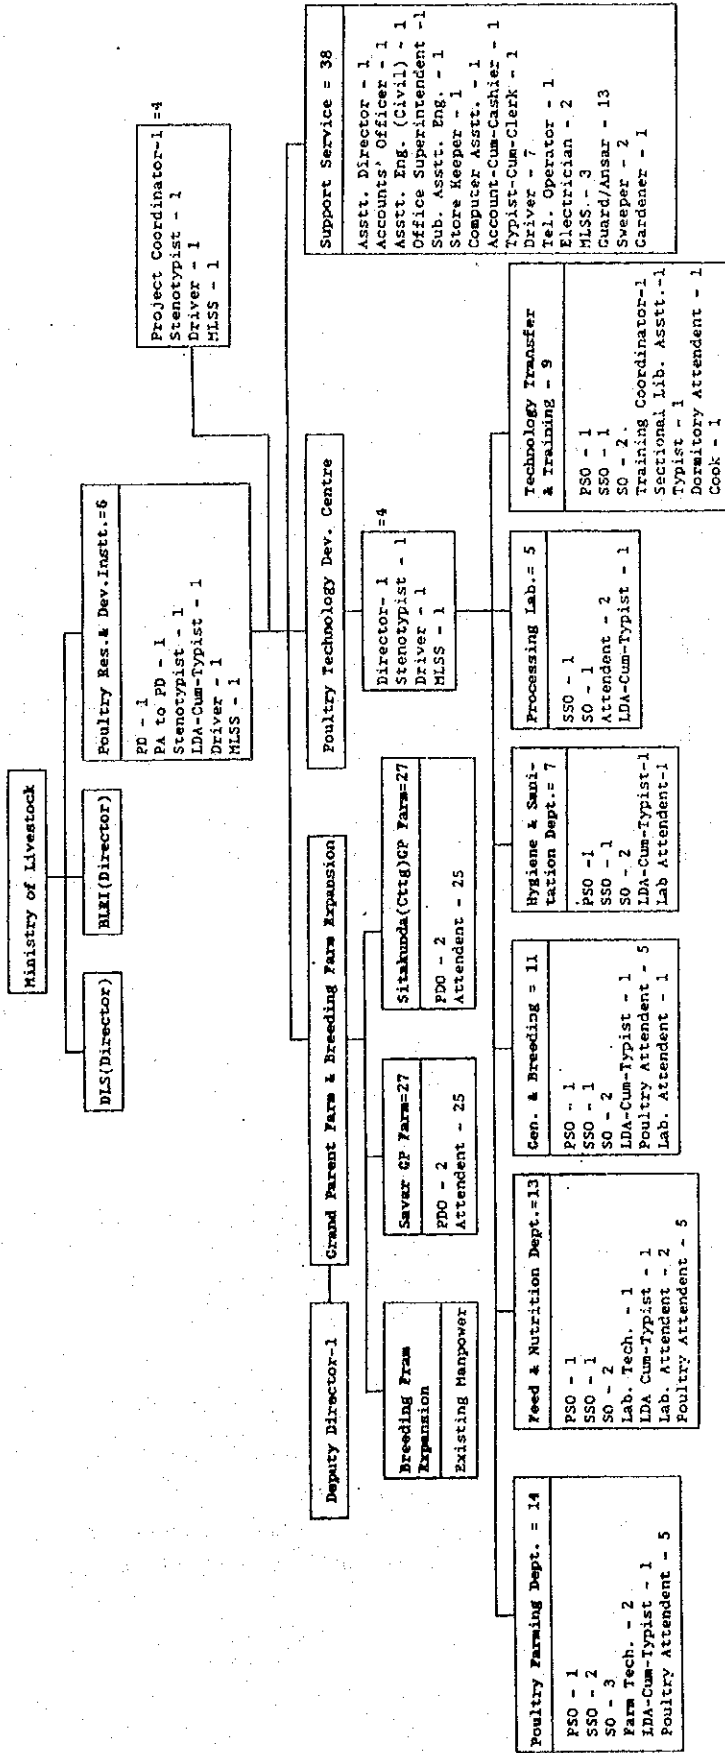 Ministry of Livestock
DLS(Director)
BLRI(Director)
Poultry Res.& Dev.Instt.=6
PD - 1
PA to PD - 1
Stenotypist - 1
LDA-Cum-Typist - 1
Driver - 1
MLSS - 1
Project Coordinator-1
Stenotypist - 1
Driver - 1
MLSS - 1
=4
Deputy Director-1
Grand Parent Farm & Breeding Farm Expansion
Poultry Technology Dev. Centre
Support Service = 38
Asstt. Director - 1
Accounts' Officer - 1
Asstt. Eng. (Civil) - 1
Office Superintendent -1
Sub. Asstt. Eng. - 1
Store Keeper - 1
Computer Asstt. - 1
Account-Cum-Cashier - 1
Typist-Cum-Clerk - 1
Driver - 7
Tel. Operator - 1
Electrician - 2
MLSS. - 3
Guard/Ansar - 13
Sweeper - 2
Gardener - 1
Breeding Fram
Expansion
Existing Manpower
Savar GP Farm=27
PDO - 2
Attendent - 25
Sitakunda(Cttg)GP Farm=27
PDO - 2
Attendent - 25
Director- 1
Stenotypist - 1
Driver - 1
MLSS - 1
=4
Poultry Farming Dept. = 14
PSO - 1
SSO - 2
SO - 3
Farm Tech. - 2
LDA-Cum-Typist - 1
Poultry Attendent - 5
Feed & Nutrition Dept.=13
PSO - 1
SSO - 1
SO - 2
Lab. Tech. - 1
LDA Cum-Typist - 1
Lab. Attendent - 2
Poultry Attendent - 5
Gen. & Breeding = 11
PSO - 1
SSO - 1
SO - 2
LDA-Cum-Typist - 1
Poultry Attendent - 5
Lab. Attendent - 1
Hygiene & Sani-
tation Dept.= 7
PSO -1
SSO - 1
SO - 2
LDA-Cum-Typist-1
Lab Attendent-1
Processing Lab.= 5
SSO - 1
SO - 1
Attendent - 2
LDA-Cum-Typist - 1
Technology Transfer
& Training - 9
PSO - 1
SSO - 1
SO - 2.
Training Coordinator-1
Sectional Lib. Asstt.-1
Typist - 1
Dormitory Attendent - 1
Cook - 1